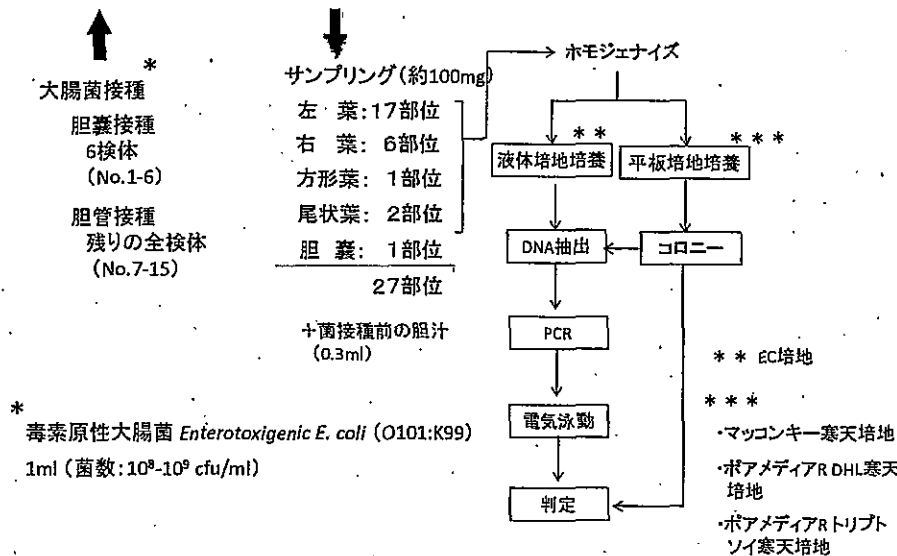 *
大腸菌接種
胆嚢接種
6検体
(No.1-6)
胆管接種
残りの全検体
(No.7-15)
サンプリング(約100mg)
左 葉: 17部位
右 葉: 6部位
方形葉: 1部位
尾状葉: 2部位
胆 嚢: 1部位
27部位
+菌接種前の胆汁
(0.3ml)
ホモジェナイズ
* *
液体培地培養
* * *
平板培地培養
DNA抽出
コロニー
PCR
電気泳動
判定
* * EC培地
* * *
・マッコンキー寒天培地
・ポアメディアR DHL寒天
培地
・ポアメディアRトリプト
ソイ寒天培地
*
毒素原性大腸菌 Enterotoxigenic E. coli (O101:K99)
1ml (菌数: 10⁸-10⁹ cfu/ml)